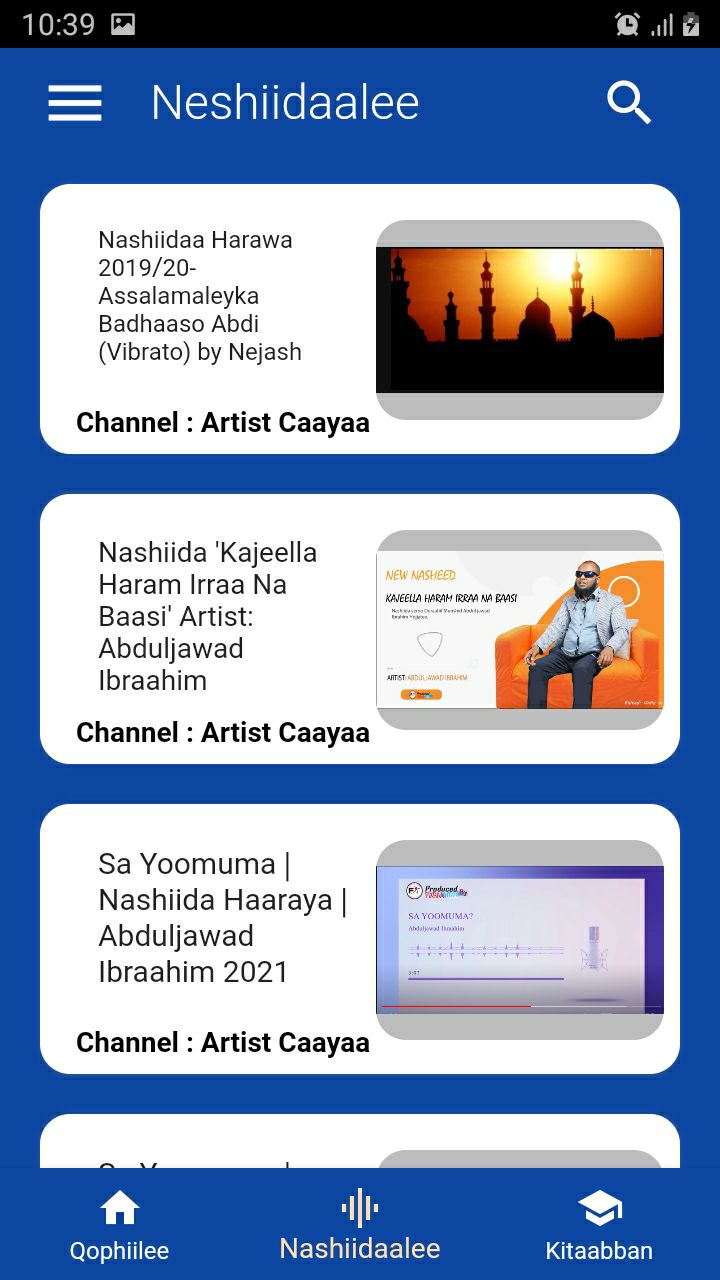 10:39
Neshiidaalee
Nashiidaa Harawa
2019/20-
Assalamaleyka
Badhaaso Abdi
(Vibrato) by Nejash
Channel : Artist Caayaa
Nashiida 'Kajeella
Haram Irraa Na
Baasi' Artist:
Abduljawad
Ibraahim
NEW NASHEED
KAJEELLA HARAM IRRAA NA BAASI
ARTIST: ABDULJAWAD IBRAHIM
Channel : Artist Caayaa
Sa Yoomuma |
Nashiida Haaraya |
Abduljawad
Ibraahim 2021
Produced
By
SA YOOMUMA?
Abduljawad Ibraahim
3:07
Channel : Artist Caayaa
Qophiilee
Nashiidaalee
Kitaabban